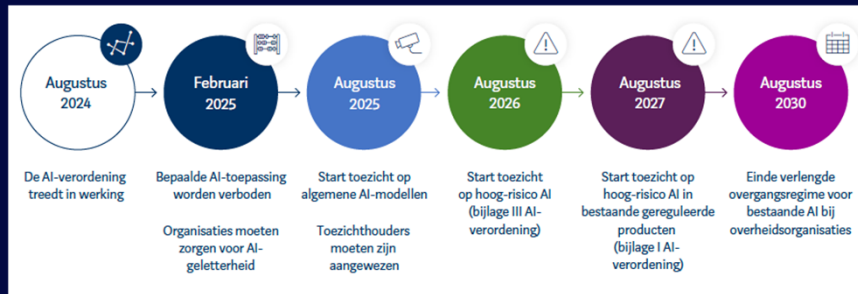 Augustus
2024
Februari
2025
Augustus
2025
Augustus
2026
Augustus
2027
Augustus
2030
De AI-verordening
treedt in werking
Bepaalde AI-toepassing
worden verboden
Organisaties moeten
zorgen voor AI-
geletterheid
Start toezicht op
algemene AI-modellen
Toezichthouders
moeten zijn
aangewezen
Start toezicht
op hoog-risico AI
(bijlage III AI-
verordening)
Start toezicht op
hoog-risico AI in
bestaande gereguleerde
producten
(bijlage I AI-
verordening)
Einde verlengde
overgangsregime voor
bestaande AI bij
overheidsorganisaties